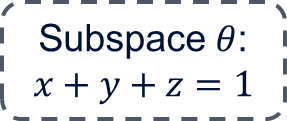 Subspace θ:
x + y + z = 1